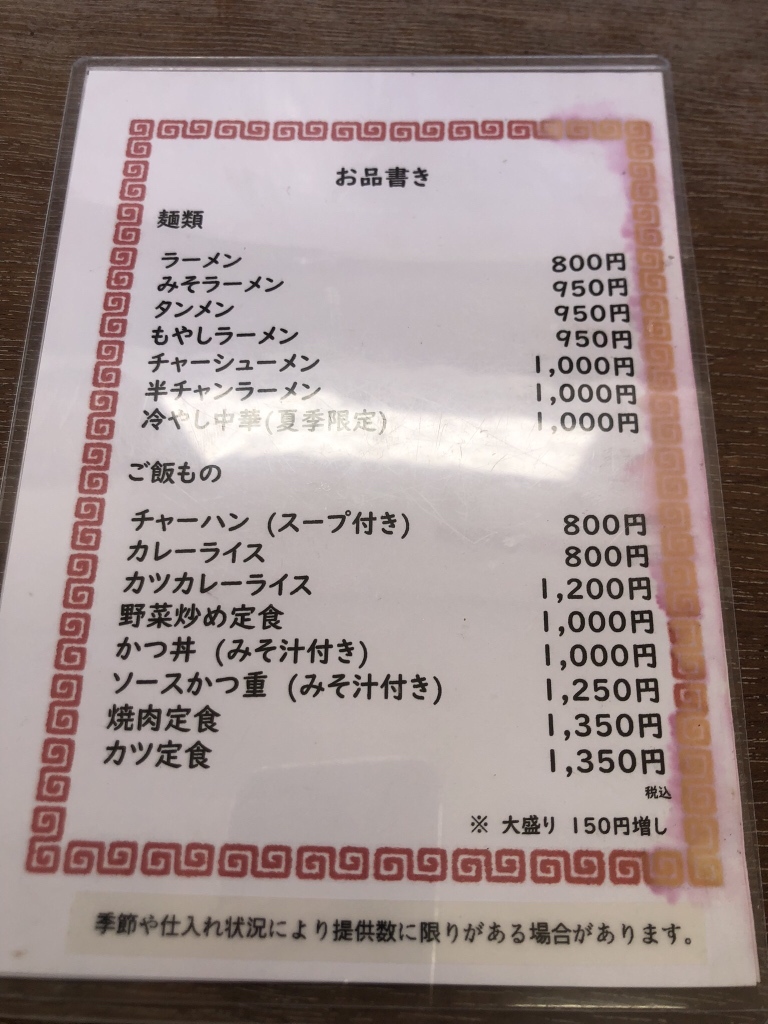 お品書き
麺類
ラーメン 800円
みそラーメン 950円
タンメン 950円
もやしラーメン 950円
チャーシューメン 1,000円
半チャンラーメン 1,000円
冷やし中華(夏季限定) 1,000円
ご飯もの
チャーハン (スープ付き) 800円
カレーライス 800円
カツカレーライス 1,200円
野菜炒め定食 1,000円
かつ丼 (みそ汁付き) 1,000円
ソースかつ重 (みそ汁付き) 1,250円
焼肉定食 1,350円
カツ定食 1,350円
税込
※ 大盛り 150円増し
季節や仕入れ状況により提供数に限りがある場合があります。